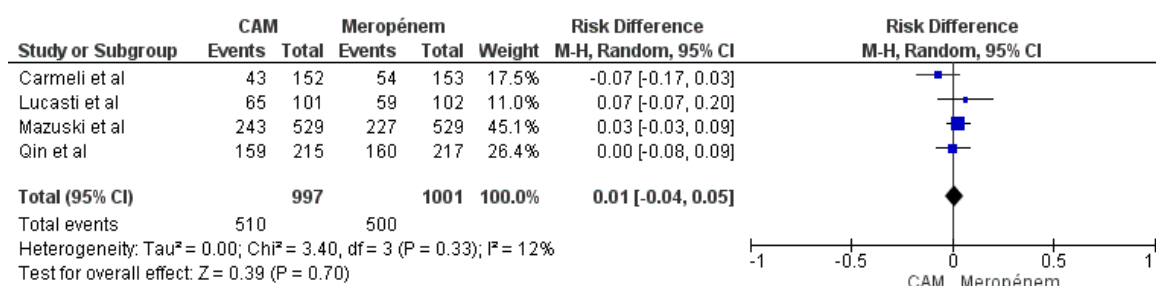 CAM Meropénem Risk Difference Risk Difference
Study or Subgroup Events Total Events Total Weight M-H, Random, 95% CI M-H, Random, 95% CI
Carmeli et al 43 152 54 153 17.5% -0.07 [-0.17, 0.03]
Lucasti et al 65 101 59 102 11.0% 0.07 [-0.07, 0.20]
Mazuski et al 243 529 227 529 45.1% 0.03 [-0.03, 0.09]
Qin et al 159 215 160 217 26.4% 0.00 [-0.08, 0.09]
Total (95% CI) 997 1001 100.0% 0.01 [-0.04, 0.05]
Total events 510 500
Heterogeneity: Tau² = 0.00; Chi² = 3.40, df = 3 (P = 0.33); I² = 12%
Test for overall effect: Z = 0.39 (P = 0.70)
-1 -0.5 0 0.5 1
CAM Meropénem